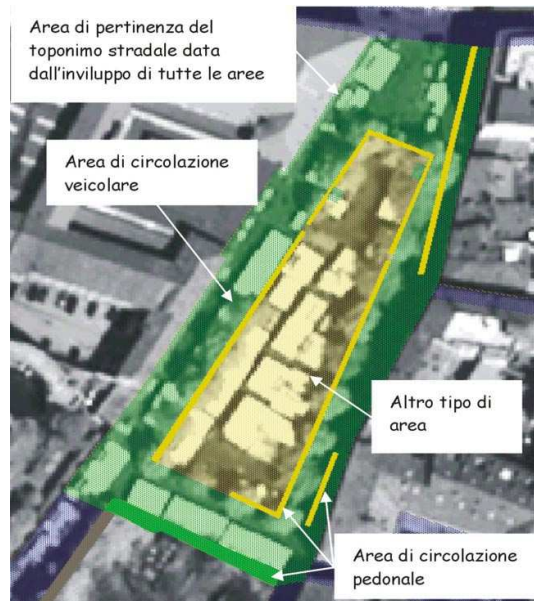 Area di pertinenza del
toponimo stradale data
dall'inviluppo di tutte le aree
Area di circolazione
veicolare
Altro tipo di
area
Area di circolazione
pedonale